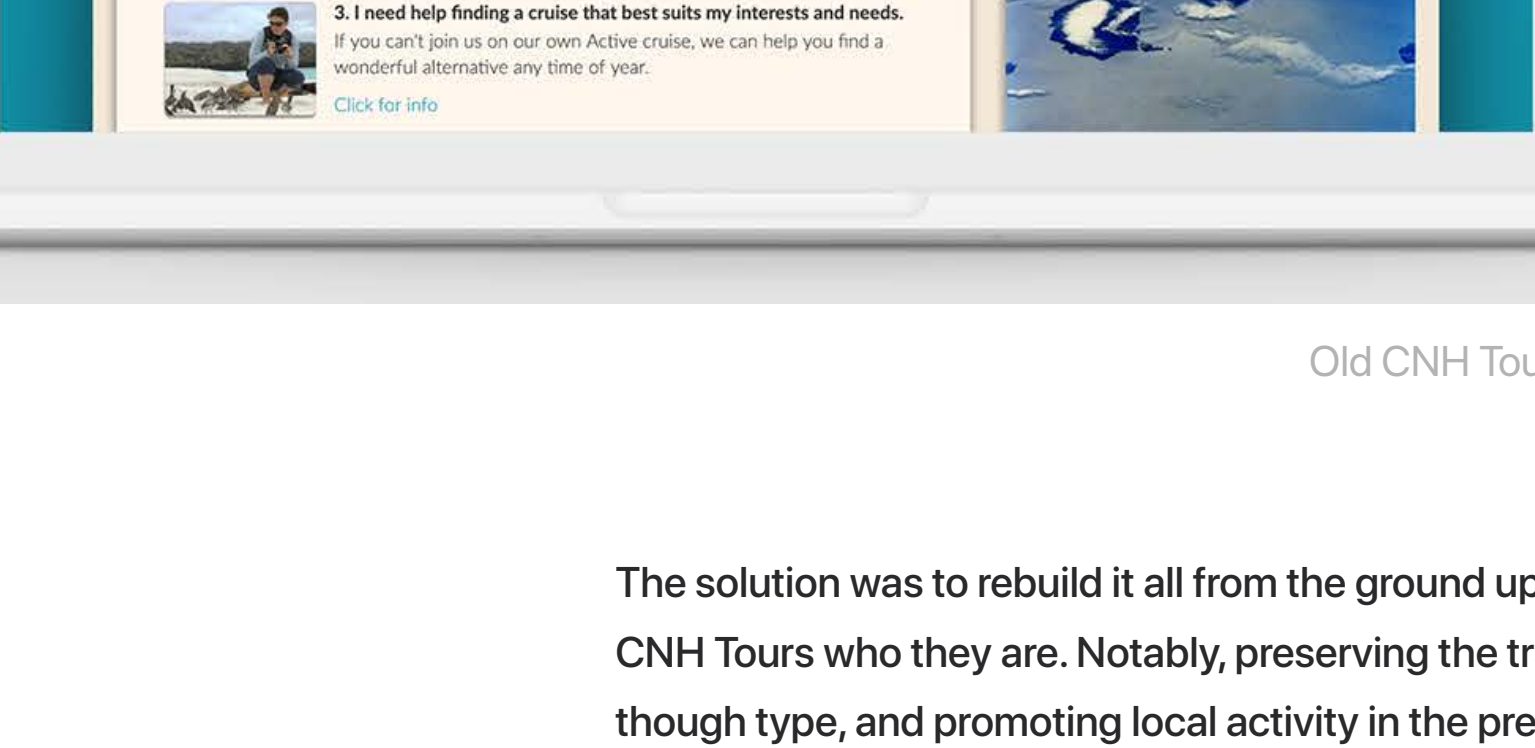 3. I need help finding a cruise that best suits my interests and needs.
If you can't join us on our own Active cruise, we can help you find a
wonderful alternative any time of year.
Click for info
Old CNH
The solution was to rebuild it all from the ground up
CNH Tours who they are. Notably, preserving the
though type, and promoting local activity in the